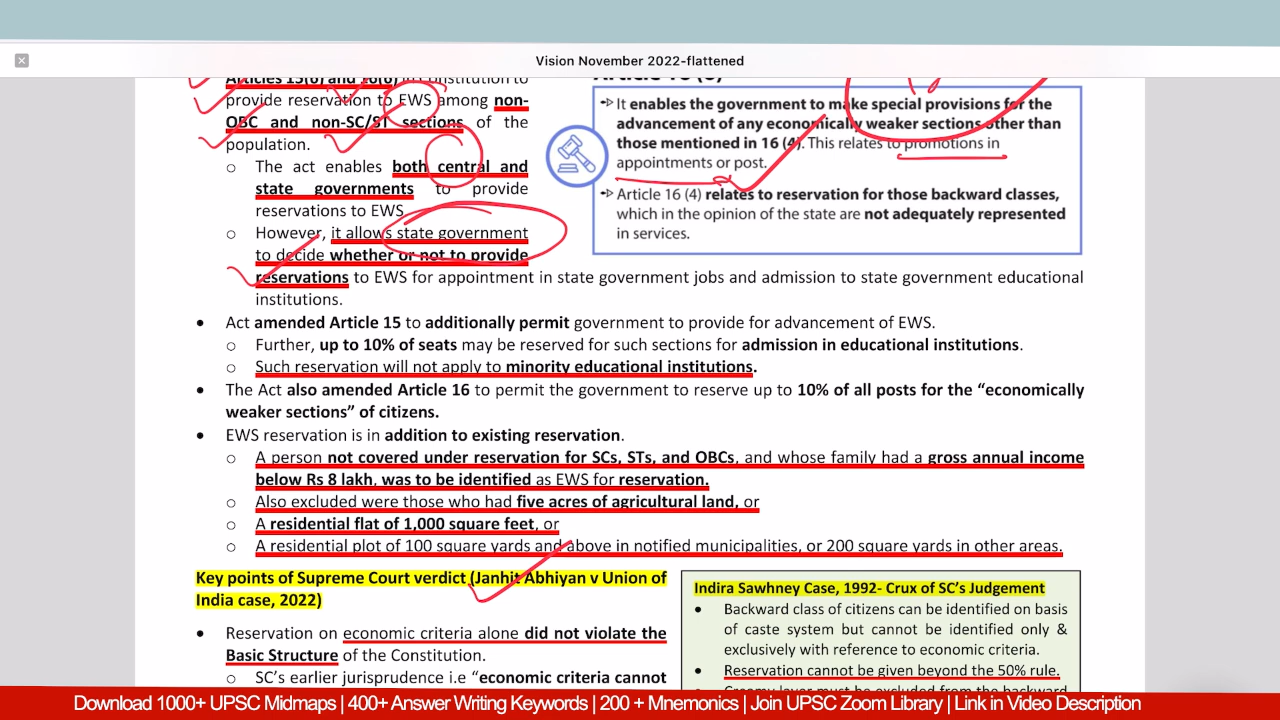 Vision November 2022-flattened
Articles 15(6) and 16(6) in Constitution to
provide reservation to EWS among non-
OBC and non-SC/ST sections of the
population.
o The act enables both central and
state governments to provide
reservations to EWS
o However, it allows state government
to decide whether or not to provide
reservations to EWS for appointment in state government jobs and admission to state government educational
institutions.
It enables the government to make special provisions for the
advancement of any economically weaker sections other than
those mentioned in 16 (4). This relates to promotions in
appointments or post.
Article 16 (4) relates to reservation for those backward classes,
which in the opinion of the state are not adequately represented
in services.
• Act amended Article 15 to additionally permit government to provide for advancement of EWS.
o Further, up to 10% of seats may be reserved for such sections for admission in educational institutions.
o Such reservation will not apply to minority educational institutions.
• The Act also amended Article 16 to permit the government to reserve up to 10% of all posts for the “economically
weaker sections” of citizens.
• EWS reservation is in addition to existing reservation.
o A person not covered under reservation for SCs, STs, and OBCs, and whose family had a gross annual income
below Rs 8 lakh, was to be identified as EWS for reservation.
o Also excluded were those who had five acres of agricultural land, or
o A residential flat of 1,000 square feet, or
o A residential plot of 100 square yards and above in notified municipalities, or 200 square yards in other areas.
Key points of Supreme Court verdict (Janhit Abhiyan v Union of
India case, 2022)
• Reservation on economic criteria alone did not violate the
Basic Structure of the Constitution.
o SC’s earlier jurisprudence i.e “economic criteria cannot
Indira Sawhney Case, 1992- Crux of SC’s Judgement
• Backward class of citizens can be identified on basis
of caste system but cannot be identified only &
exclusively with reference to economic criteria.
• Reservation cannot be given beyond the 50% rule.
Creamy layer must be excluded from the backward
Download 1000+ UPSC Midmaps | 400+ Answer Writing Keywords | 200 + Mnemonics | Join UPSC Zoom Library | Link in Video Description